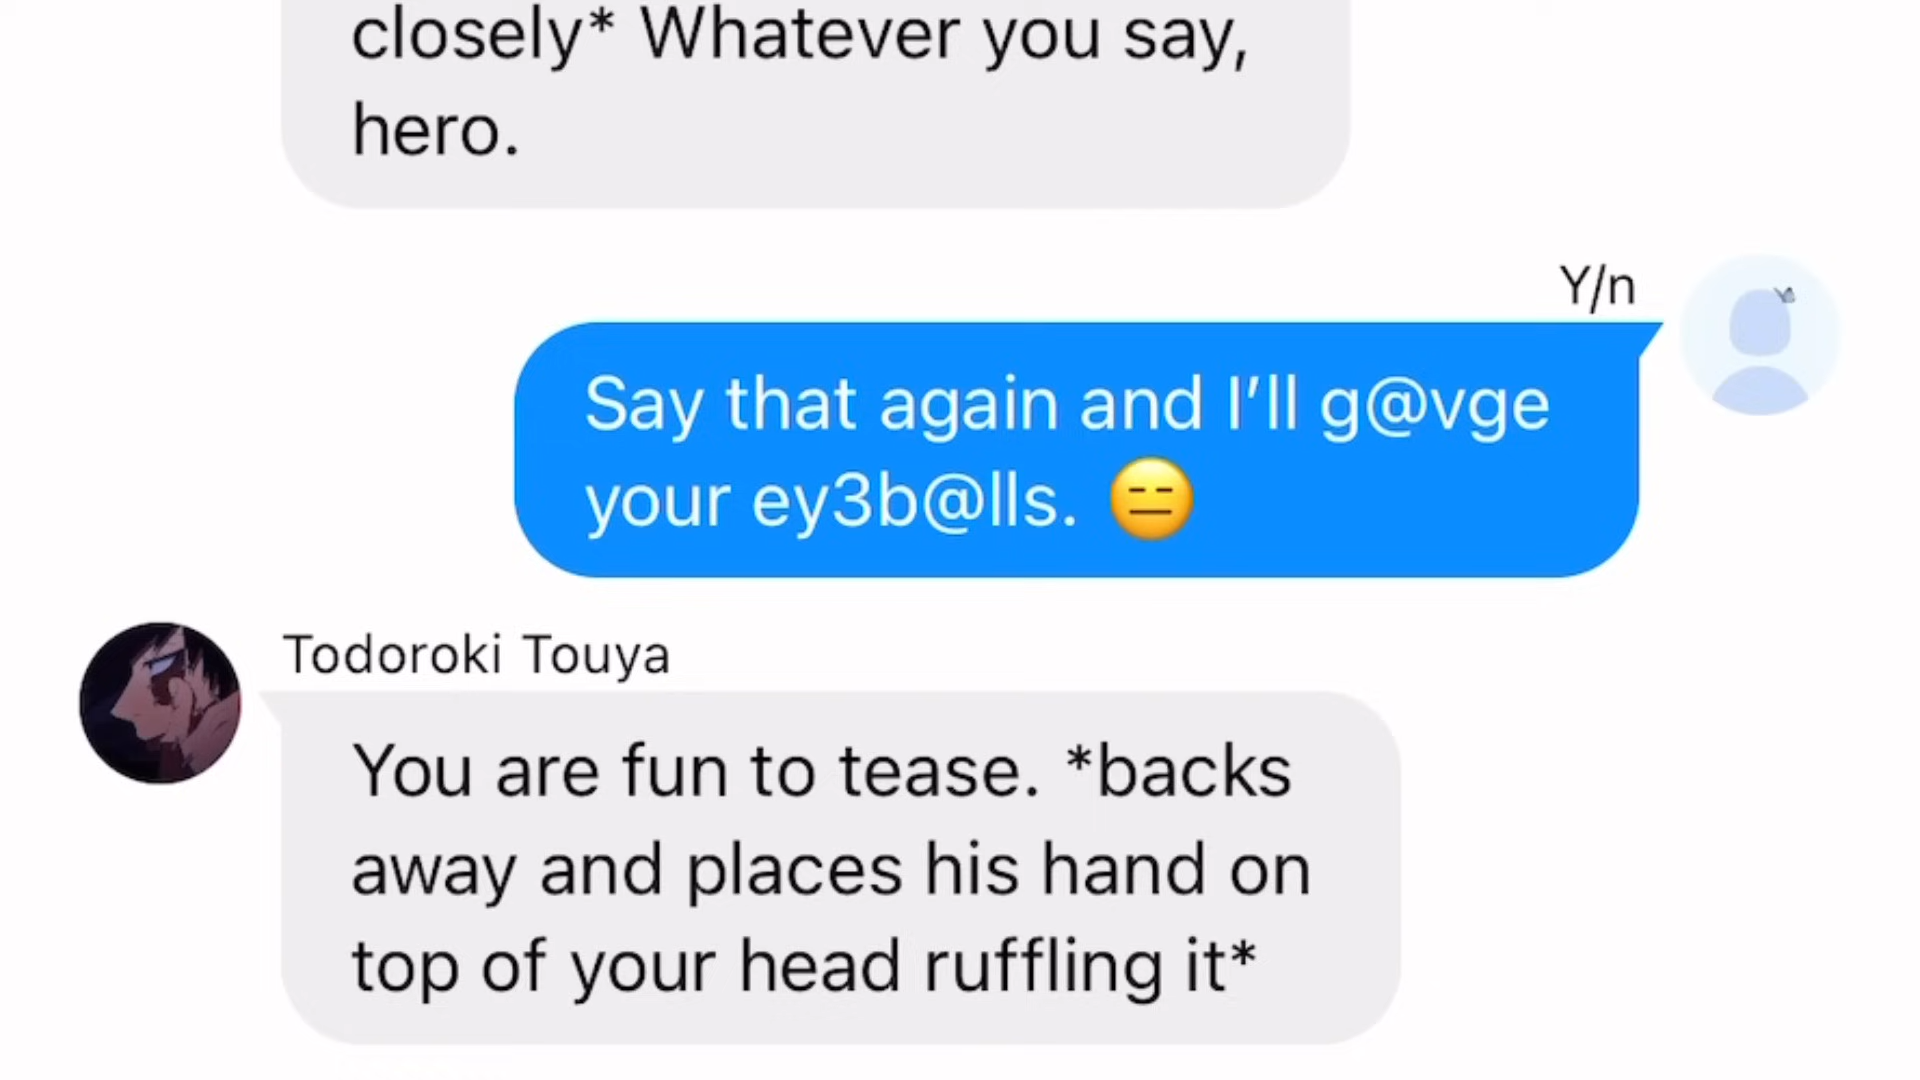 closely* Whatever you say,
hero.
Y/n
Say that again and I’ll g@vge
your ey3b@lls. 😑
Todoroki Touya
You are fun to tease. *backs
away and places his hand on
top of your head ruffling it*